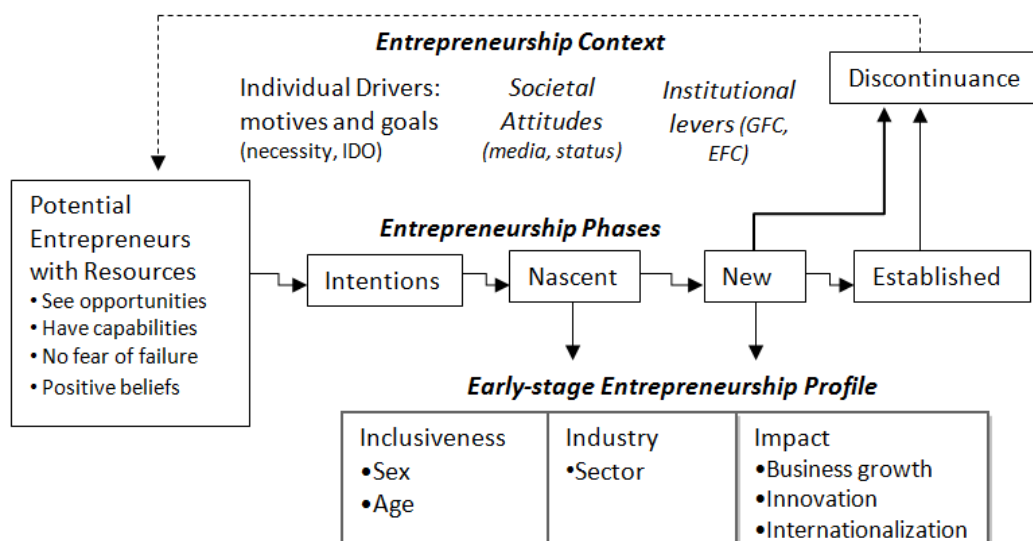 Entrepreneurship Context
Individual Drivers:
motives and goals
(necessity, IDO)
Societal
Attitudes
(media, status)
Institutional
levers (GFC,
EFC)
Discontinuance
Potential
Entrepreneurs
with Resources
• See opportunities
• Have capabilities
• No fear of failure
• Positive beliefs
Entrepreneurship Phases
Intentions
Nascent
New
Established
Early-stage Entrepreneurship Profile
Inclusiveness
•Sex
•Age
Industry
•Sector
Impact
•Business growth
•Innovation
•Internationalization